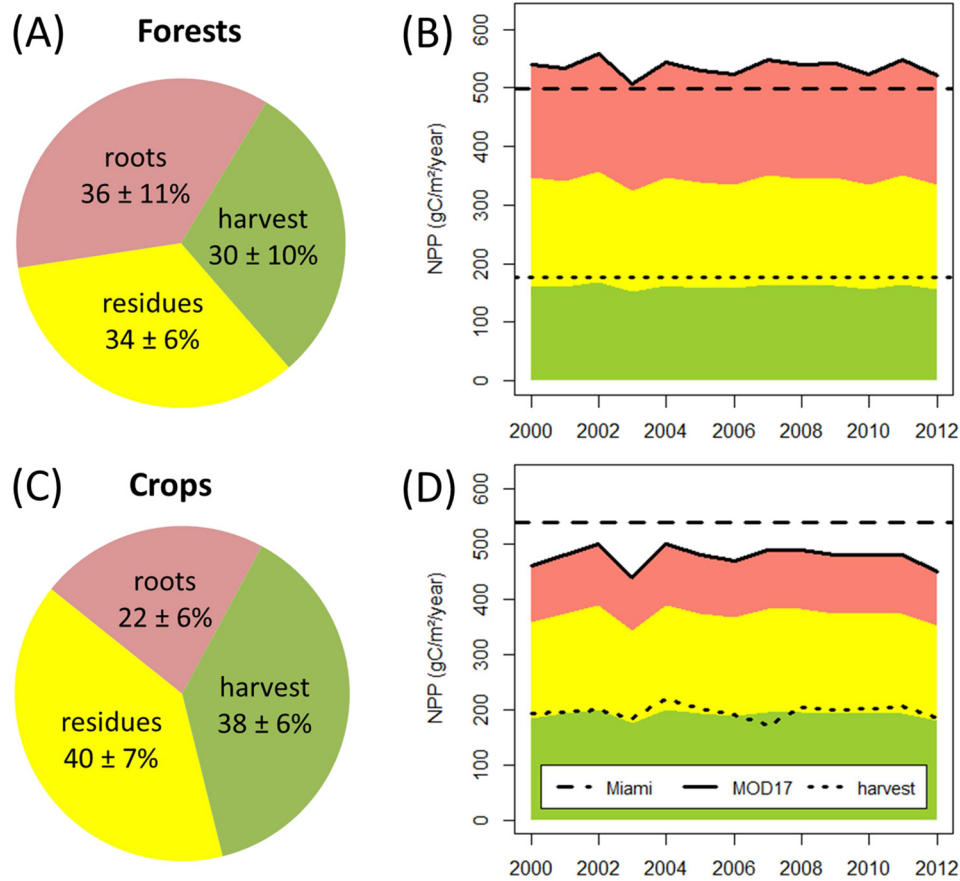 (A)
Forests
roots
36 ± 11%
harvest
30 ± 10%
residues
34 ± 6%
(B)
NPP (gC/m²/year)
600
500
400
300
200
100
0
2000 2002 2004 2006 2008 2010 2012
(C)
Crops
roots
22 ± 6%
harvest
38 ± 6%
residues
40 ± 7%
(D)
NPP (gC/m²/year)
600
500
400
300
200
100
0
Miami MOD17 harvest
2000 2002 2004 2006 2008 2010 2012